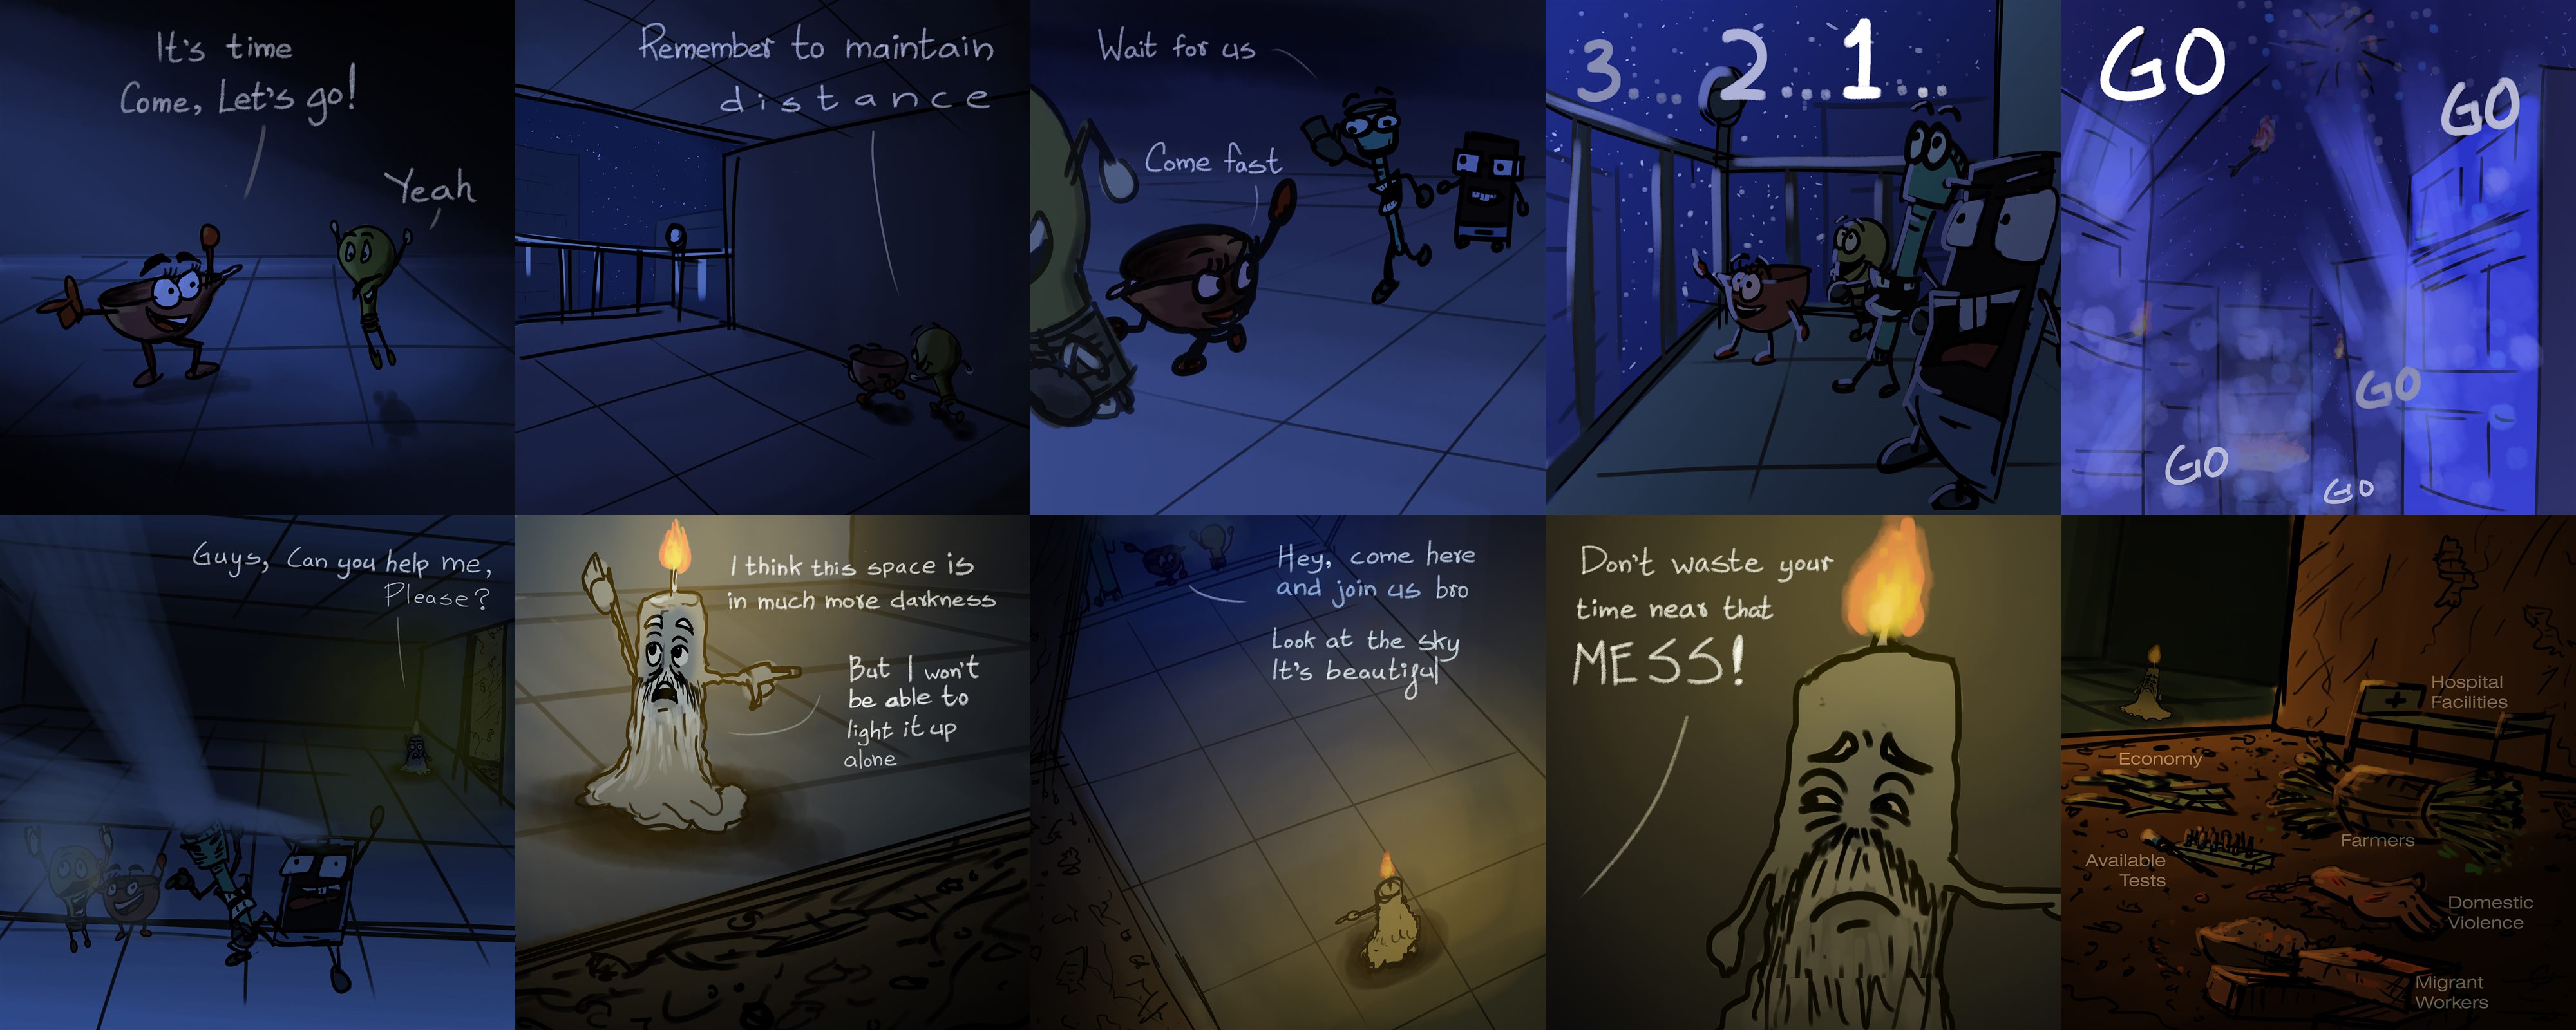 It's time
Come, Let's go!
Yeah
Remember to maintain
distance
Wait for us
Come fast
3... 2... 1...
GO
GO
GO
GO
GO
Guys, Can you help me,
Please?
I think this space is
in much more darkness
But I won't
be able to
light it up
alone
Hey, come here
and join us bro
Look at the sky
It's beautiful
Don't waste your
time near that
MESS!
Hospital
Facilities
Economy
Farmers
Available
Tests
Domestic
Violence
Migrant
Workers